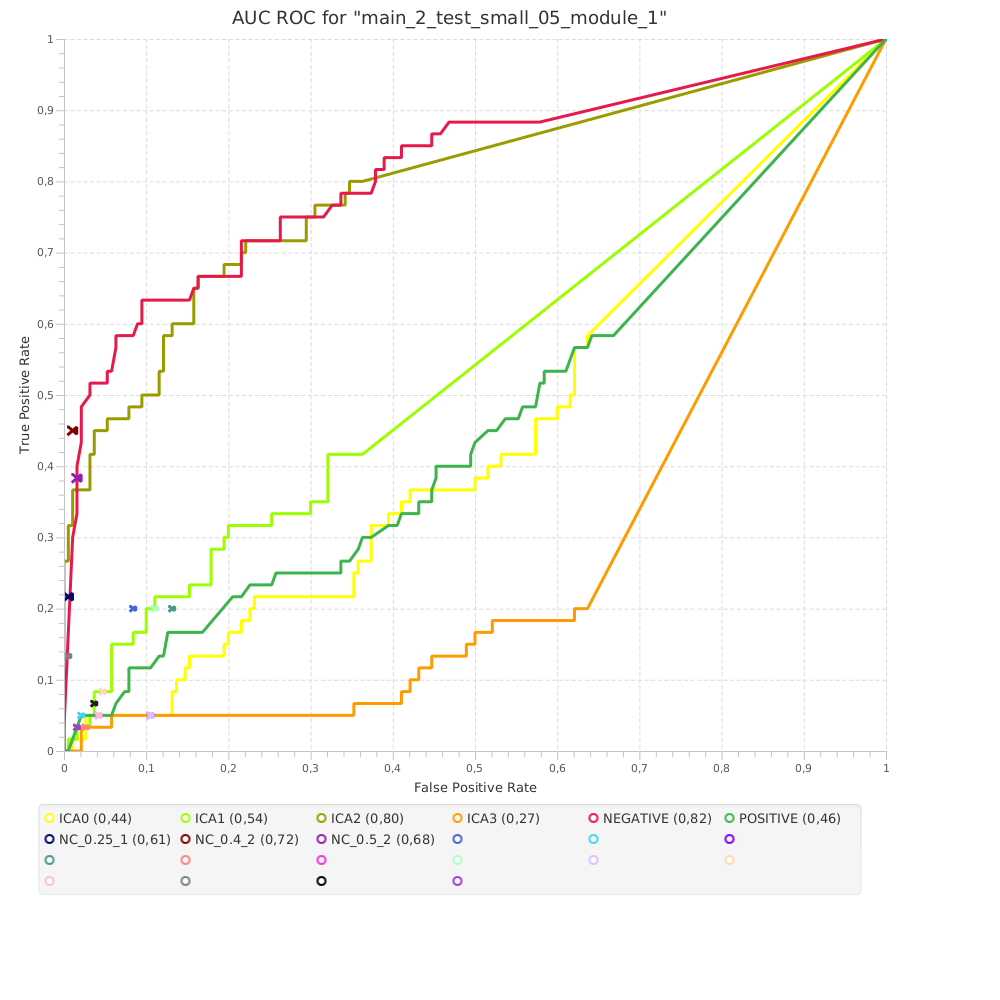 AUC ROC for "main_2_test_small_05_module_1"
1
0,9
0,8
0,7
0,6
0,5
0,4
0,3
0,2
0,1
0
True Positive Rate
0 0,1 0,2 0,3 0,4 0,5 0,6 0,7 0,8 0,9 1
False Positive Rate
ICA0 (0,44) ICA1 (0,54) ICA2 (0,80) ICA3 (0,27) NEGATIVE (0,82) POSITIVE (0,46)
NC_0.25_1 (0,61) NC_0.4_2 (0,72) NC_0.5_2 (0,68)